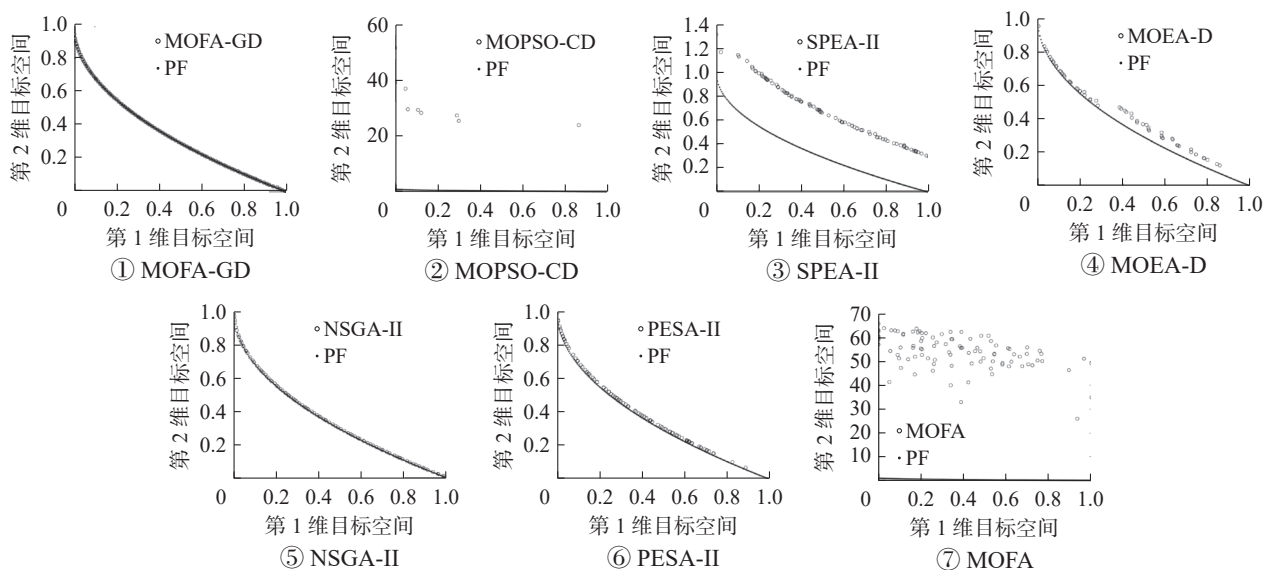 1.0
0.8
0.6
0.4
0.2
0 0.2 0.4 0.6 0.8 1.0
第 2 维目标空间
第 1 维目标空间
MOFA-GD
PF
① MOFA-GD
60
40
20
0 0.2 0.4 0.6 0.8 1.0
第 2 维目标空间
第 1 维目标空间
MOPSO-CD
PF
② MOPSO-CD
1.4
1.2
1.0
0.8
0.6
0.4
0.2
0 0.2 0.4 0.6 0.8 1.0
第 2 维目标空间
第 1 维目标空间
SPEA-II
PF
③ SPEA-II
1.0
0.8
0.6
0.4
0.2
0 0.2 0.4 0.6 0.8 1.0
第 2 维目标空间
第 1 维目标空间
MOEA-D
PF
④ MOEA-D
1.0
0.8
0.6
0.4
0.2
0 0.2 0.4 0.6 0.8 1.0
第 2 维目标空间
第 1 维目标空间
NSGA-II
PF
⑤ NSGA-II
1.0
0.8
0.6
0.4
0.2
0 0.2 0.4 0.6 0.8 1.0
第 2 维目标空间
第 1 维目标空间
PESA-II
PF
⑥ PESA-II
70
60
50
40
30
20
10
0 0.2 0.4 0.6 0.8 1.0
第 2 维目标空间
第 1 维目标空间
MOFA
PF
⑦ MOFA